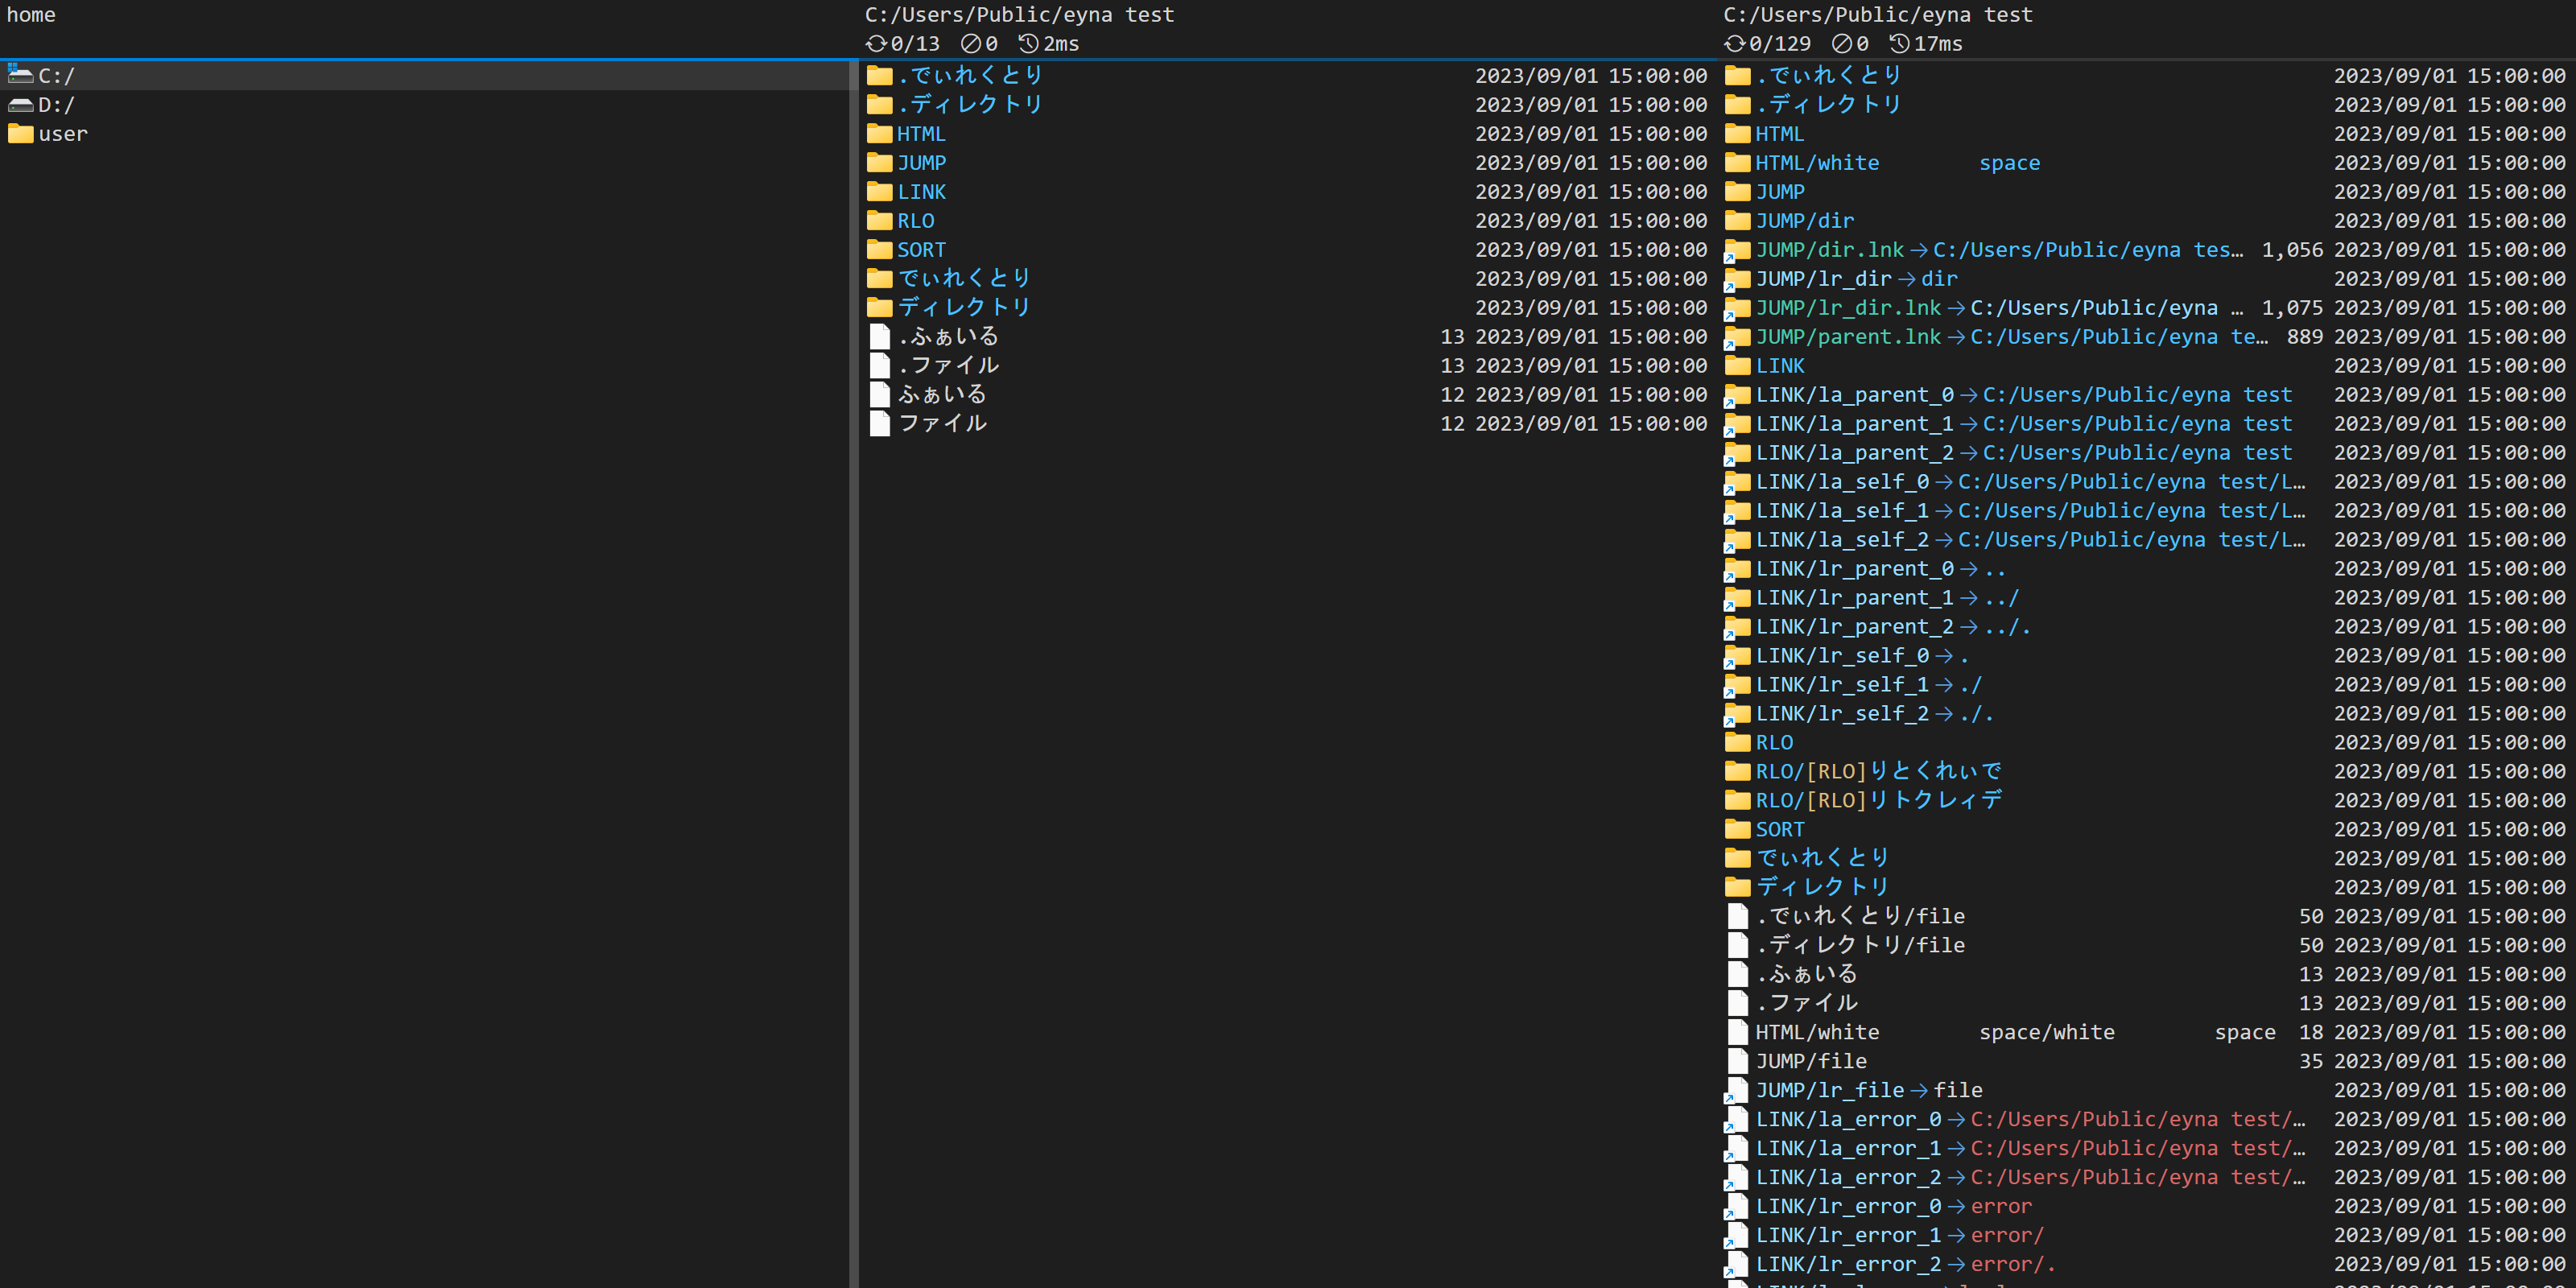 home
C:/
D:/
user
C:/Users/Public/eyna test
0/13 0 2ms
.でぃれくとり 2023/09/01 15:00:00
.ディレクトリ 2023/09/01 15:00:00
HTML 2023/09/01 15:00:00
JUMP 2023/09/01 15:00:00
LINK 2023/09/01 15:00:00
RLO 2023/09/01 15:00:00
SORT 2023/09/01 15:00:00
でぃれくとり 2023/09/01 15:00:00
ディレクトリ 2023/09/01 15:00:00
.ふぁいる 13 2023/09/01 15:00:00
.ファイル 13 2023/09/01 15:00:00
ふぁいる 12 2023/09/01 15:00:00
ファイル 12 2023/09/01 15:00:00
C:/Users/Public/eyna test
0/129 0 17ms
.でぃれくとり 2023/09/01 15:00:00
.ディレクトリ 2023/09/01 15:00:00
HTML 2023/09/01 15:00:00
HTML/white space 2023/09/01 15:00:00
JUMP 2023/09/01 15:00:00
JUMP/dir 2023/09/01 15:00:00
JUMP/dir.lnk→C:/Users/Public/eyna tes… 1,056 2023/09/01 15:00:00
JUMP/lr_dir→dir 2023/09/01 15:00:00
JUMP/lr_dir.lnk→C:/Users/Public/eyna … 1,075 2023/09/01 15:00:00
JUMP/parent.lnk→C:/Users/Public/eyna te… 889 2023/09/01 15:00:00
LINK 2023/09/01 15:00:00
LINK/la_parent_0→C:/Users/Public/eyna test 2023/09/01 15:00:00
LINK/la_parent_1→C:/Users/Public/eyna test 2023/09/01 15:00:00
LINK/la_parent_2→C:/Users/Public/eyna test 2023/09/01 15:00:00
LINK/la_self_0→C:/Users/Public/eyna test/L… 2023/09/01 15:00:00
LINK/la_self_1→C:/Users/Public/eyna test/L… 2023/09/01 15:00:00
LINK/la_self_2→C:/Users/Public/eyna test/L… 2023/09/01 15:00:00
LINK/lr_parent_0→.. 2023/09/01 15:00:00
LINK/lr_parent_1→../ 2023/09/01 15:00:00
LINK/lr_parent_2→../. 2023/09/01 15:00:00
LINK/lr_self_0→. 2023/09/01 15:00:00
LINK/lr_self_1→./ 2023/09/01 15:00:00
LINK/lr_self_2→./. 2023/09/01 15:00:00
RLO 2023/09/01 15:00:00
RLO/[RLO]りとくれぃで 2023/09/01 15:00:00
RLO/[RLO]リトクレィデ 2023/09/01 15:00:00
SORT 2023/09/01 15:00:00
でぃれくとり 2023/09/01 15:00:00
ディレクトリ 2023/09/01 15:00:00
.でぃれくとり/file 50 2023/09/01 15:00:00
.ディレクトリ/file 50 2023/09/01 15:00:00
.ふぁいる 13 2023/09/01 15:00:00
.ファイル 13 2023/09/01 15:00:00
HTML/white space/white space 18 2023/09/01 15:00:00
JUMP/file 35 2023/09/01 15:00:00
JUMP/lr_file→file 2023/09/01 15:00:00
LINK/la_error_0→C:/Users/Public/eyna test/… 2023/09/01 15:00:00
LINK/la_error_1→C:/Users/Public/eyna test/… 2023/09/01 15:00:00
LINK/la_error_2→C:/Users/Public/eyna test/… 2023/09/01 15:00:00
LINK/lr_error_0→error 2023/09/01 15:00:00
LINK/lr_error_1→error/ 2023/09/01 15:00:00
LINK/lr_error_2→error/. 2023/09/01 15:00:00